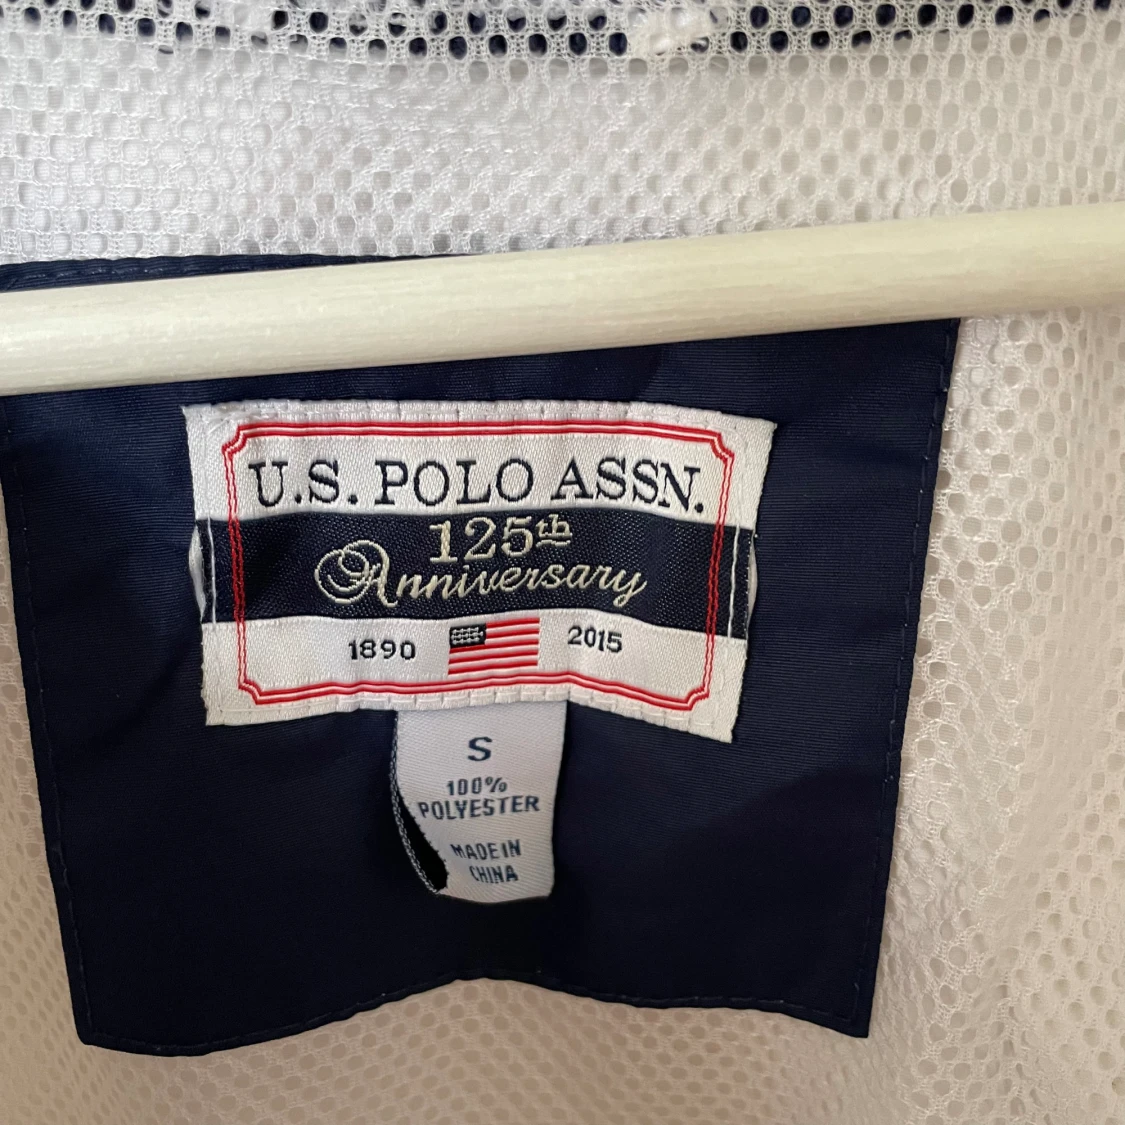 U.S. POLO ASSN.
125th
Anniversary
1890 2015
S
100%
POLYESTER
MADE IN
CHINA